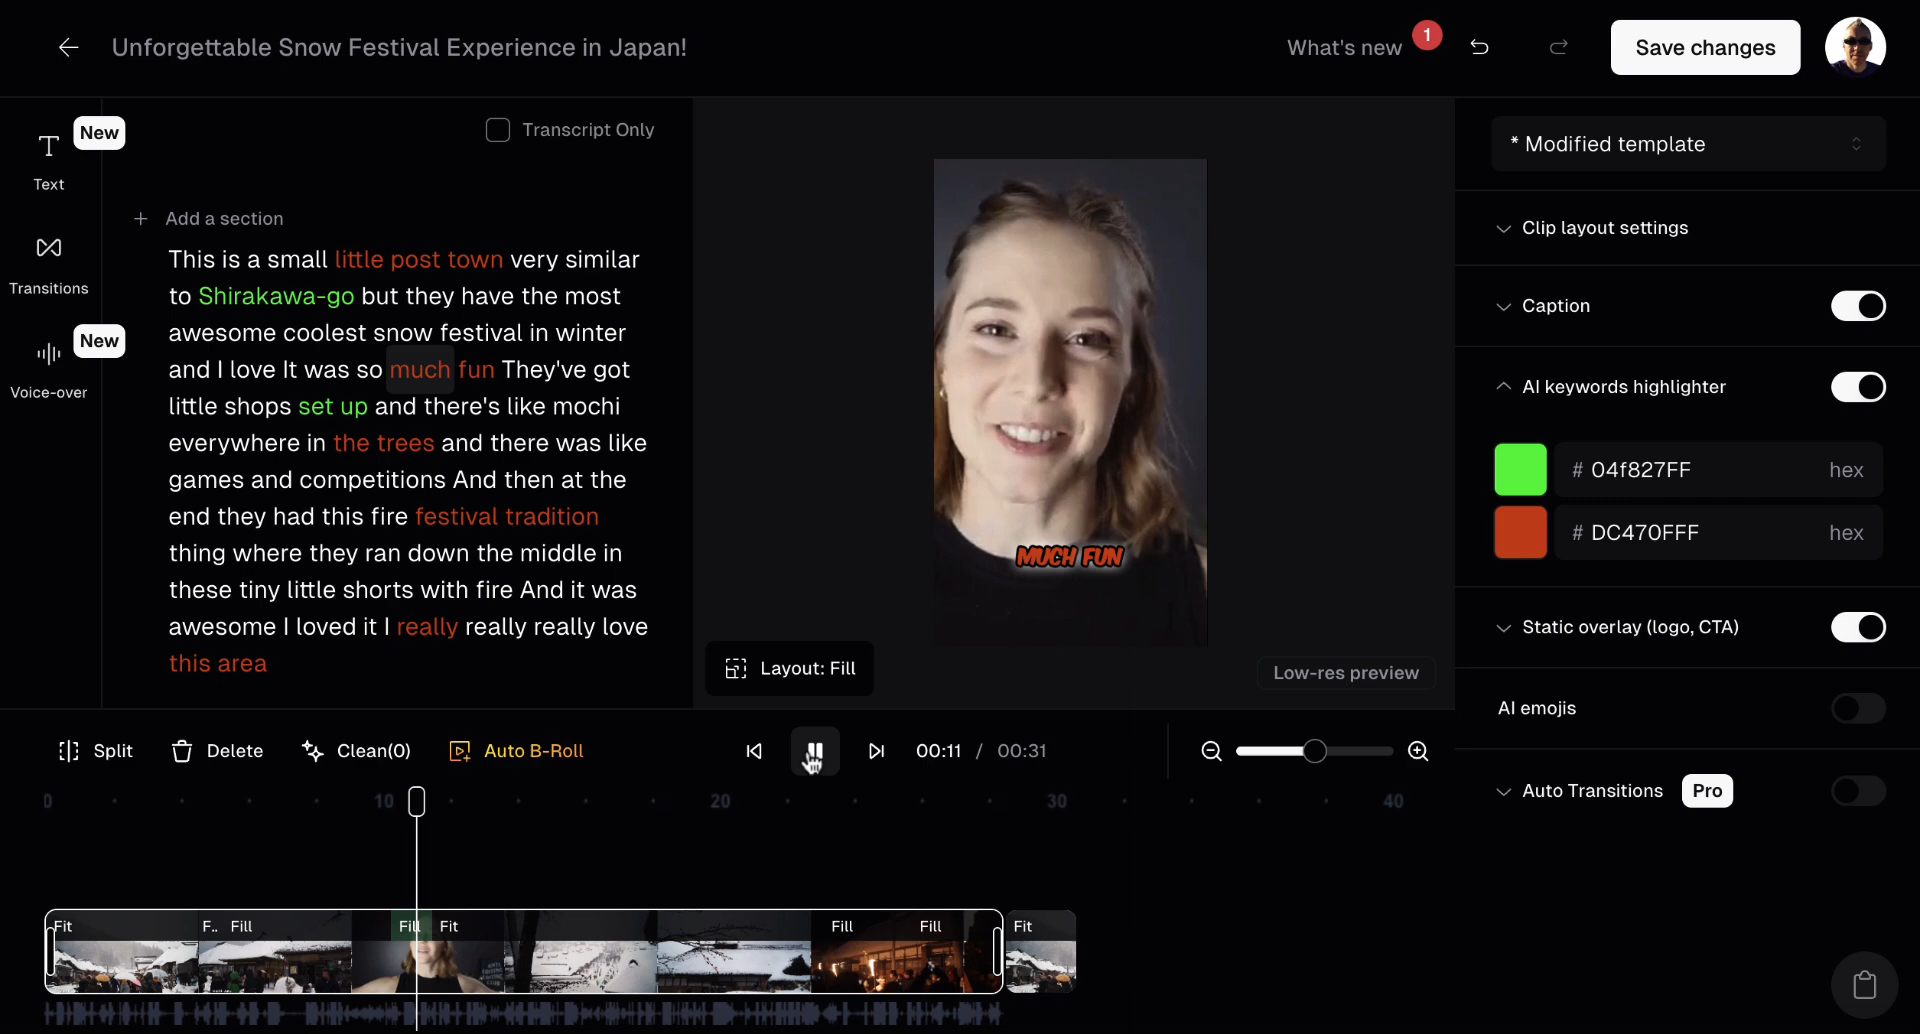 Unforgettable Snow Festival Experience in Japan!
What's new
1
Save changes
New
Text
Transitions
New
Voice-over
Transcript Only
Add a section
This is a small little post town very similar
to Shirakawa-go but they have the most
awesome coolest snow festival in winter
and I love It was so much fun They've got
little shops set up and there's like mochi
everywhere in the trees and there was like
games and competitions And then at the
end they had this fire festival tradition
thing where they ran down the middle in
these tiny little shorts with fire And it was
awesome I loved it I really really really love
this area
MUCH FUN
Layout: Fill
Low-res preview
* Modified template
Clip layout settings
Caption
AI keywords highlighter
# 04f827FF hex
# DC470FFF hex
Static overlay (logo, CTA)
AI emojis
Auto Transitions Pro
Split
Delete
Clean(0)
Auto B-Roll
00:11 / 00:31
0 10 20 30 40
Fit
F..
Fill
Fill
Fit
Fill
Fill
Fit